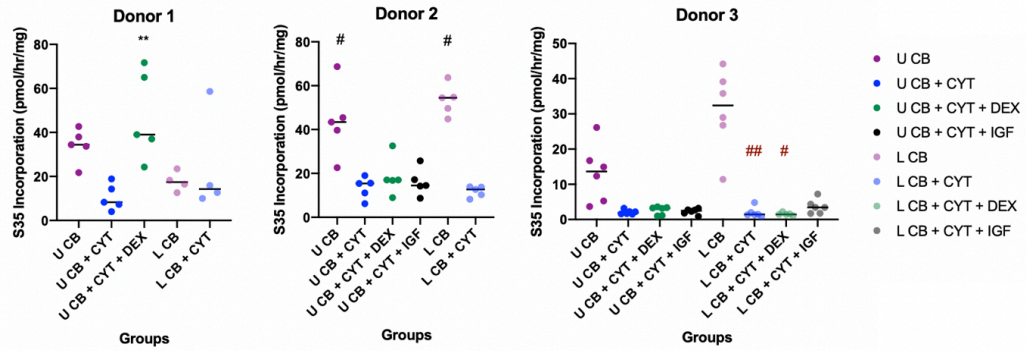 Donor 1
**
S35 Incorporation (pmol/hr/mg)
80
60
40
20
0
U CB
U CB + CYT
U CB + CYT + DEX
L CB
L CB + CYT
Groups
Donor 2
#
#
S35 Incorporation (pmol/hr/mg)
80
60
40
20
0
U CB
U CB + CYT
U CB + CYT + DEX
U CB + CYT + IGF
L CB
L CB + CYT
Groups
Donor 3
##
#
S35 Incorporation (pmol/hr/mg)
50
40
30
20
10
0
U CB
U CB + CYT
U CB + CYT + DEX
U CB + CYT + IGF
L CB
L CB + CYT
L CB + CYT + DEX
L CB + CYT + IGF
Groups
U CB
U CB + CYT
U CB + CYT + DEX
U CB + CYT + IGF
L CB
L CB + CYT
L CB + CYT + DEX
L CB + CYT + IGF